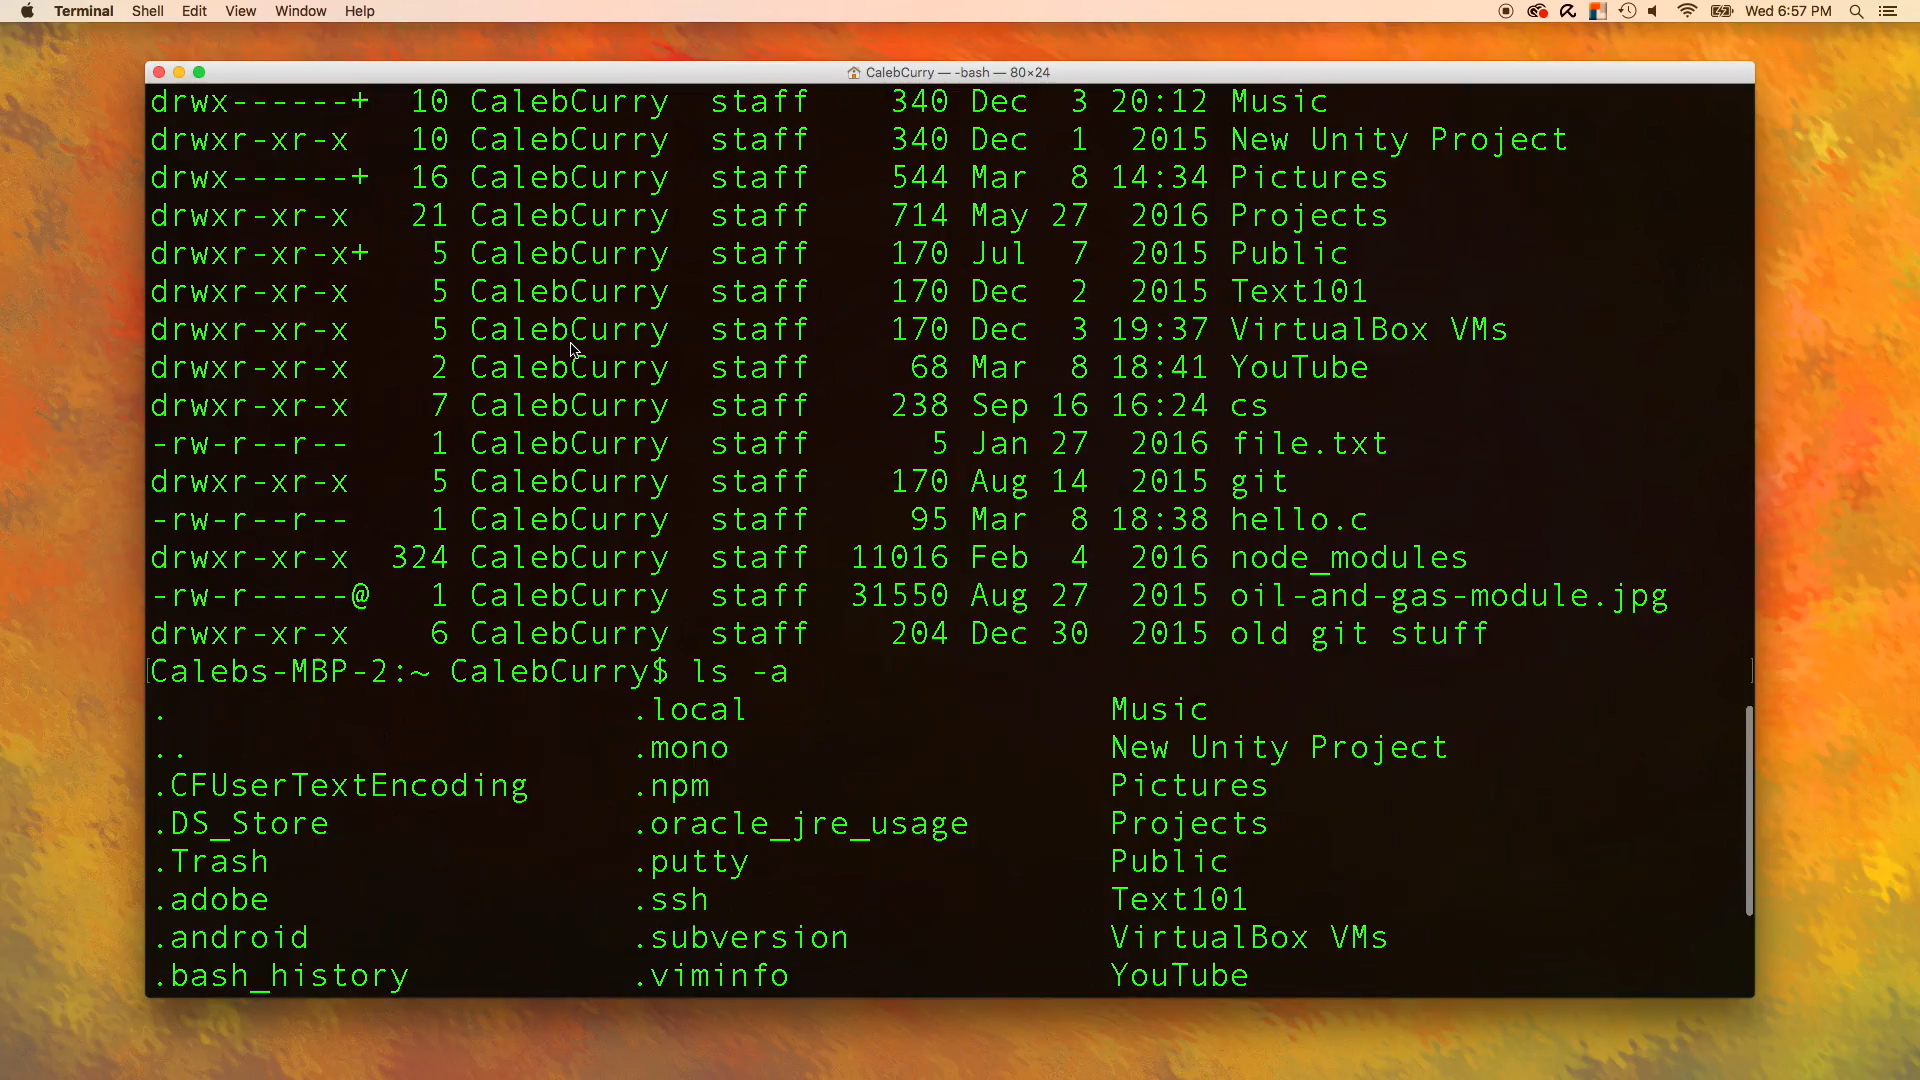 Terminal Shell Edit View Window Help Wed 6:57 PM
CalebCurry — -bash — 80×24
drwx------+ 10 CalebCurry staff 340 Dec 3 20:12 Music
drwxr-xr-x 10 CalebCurry staff 340 Dec 1 2015 New Unity Project
drwx------+ 16 CalebCurry staff 544 Mar 8 14:34 Pictures
drwxr-xr-x 21 CalebCurry staff 714 May 27 2016 Projects
drwxr-xr-x+ 5 CalebCurry staff 170 Jul 7 2015 Public
drwxr-xr-x 5 CalebCurry staff 170 Dec 2 2015 Text101
drwxr-xr-x 5 CalebCurry staff 170 Dec 3 19:37 VirtualBox VMs
drwxr-xr-x 2 CalebCurry staff 68 Mar 8 18:41 YouTube
drwxr-xr-x 7 CalebCurry staff 238 Sep 16 16:24 cs
-rw-r--r-- 1 CalebCurry staff 5 Jan 27 2016 file.txt
drwxr-xr-x 5 CalebCurry staff 170 Aug 14 2015 git
-rw-r--r-- 1 CalebCurry staff 95 Mar 8 18:38 hello.c
drwxr-xr-x 324 CalebCurry staff 11016 Feb 4 2016 node_modules
-rw-r-----@ 1 CalebCurry staff 31550 Aug 27 2015 oil-and-gas-module.jpg
drwxr-xr-x 6 CalebCurry staff 204 Dec 30 2015 old git stuff
[Calebs-MBP-2:~ CalebCurry$ ls -a ]
. .local Music
.. .mono New Unity Project
.CFUserTextEncoding .npm Pictures
.DS_Store .oracle_jre_usage Projects
.Trash .putty Public
.adobe .ssh Text101
.android .subversion VirtualBox VMs
.bash_history .viminfo YouTube